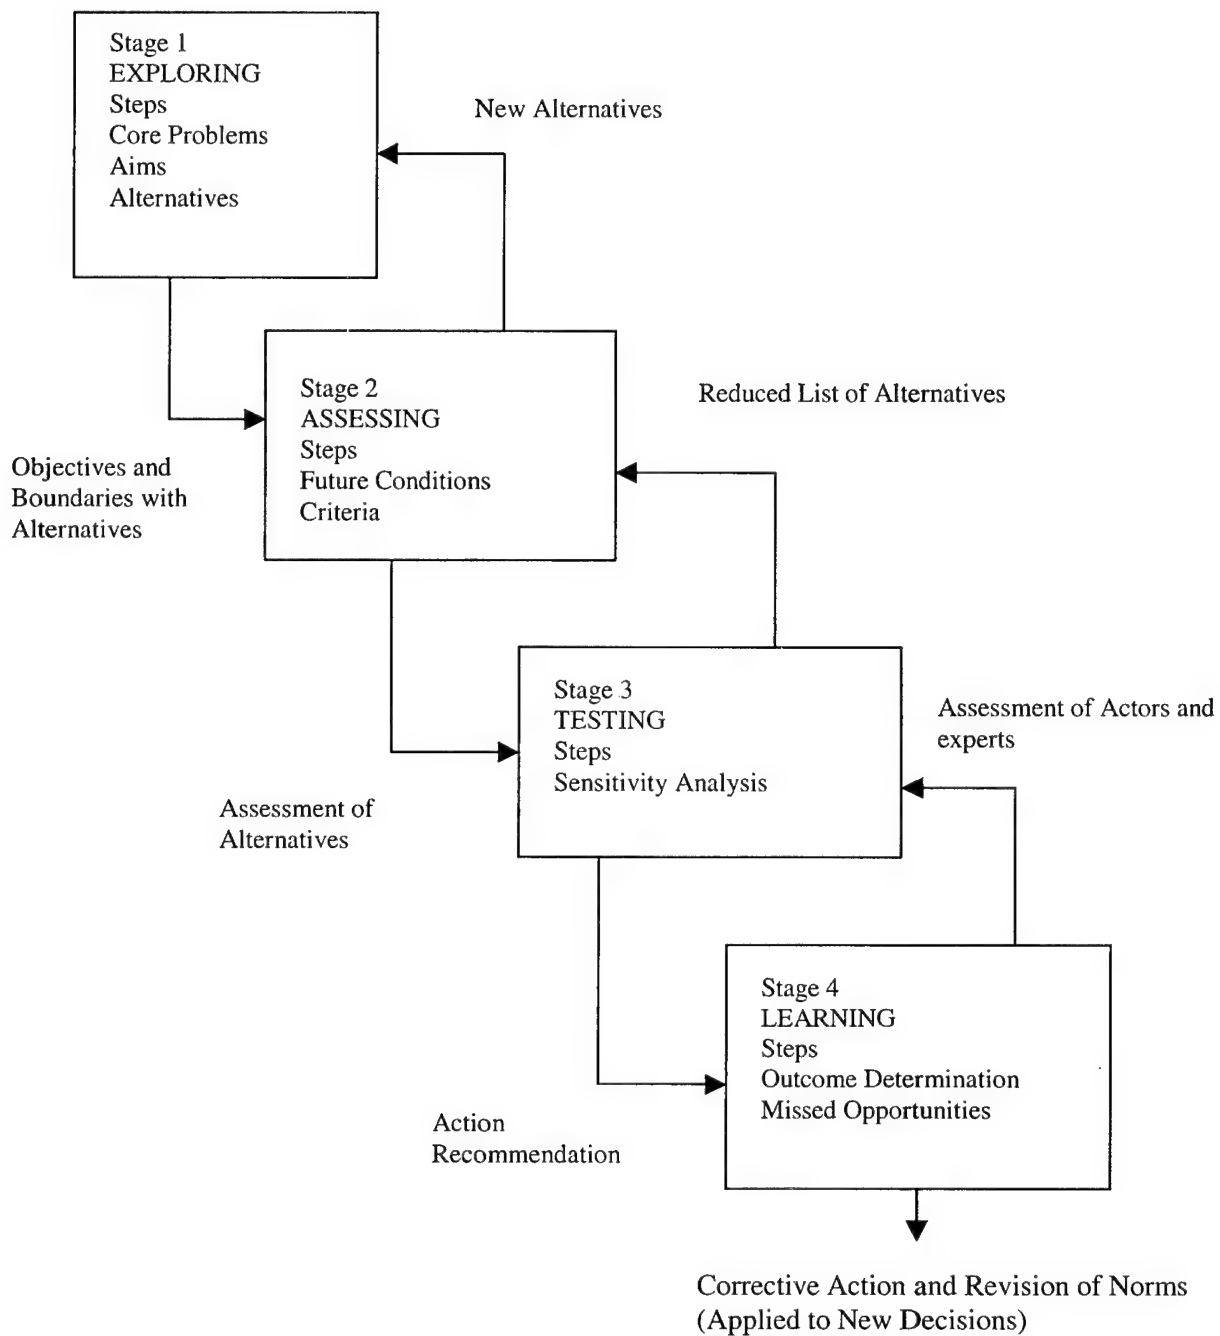 Stage 1
EXPLORING
Steps
Core Problems
Aims
Alternatives
New Alternatives
Objectives and
Boundaries with
Alternatives
Stage 2
ASSESSING
Steps
Future Conditions
Criteria
Reduced List of Alternatives
Assessment of
Alternatives
Stage 3
TESTING
Steps
Sensitivity Analysis
Assessment of Actors and
experts
Action
Recommendation
Stage 4
LEARNING
Steps
Outcome Determination
Missed Opportunities
Corrective Action and Revision of Norms
(Applied to New Decisions)